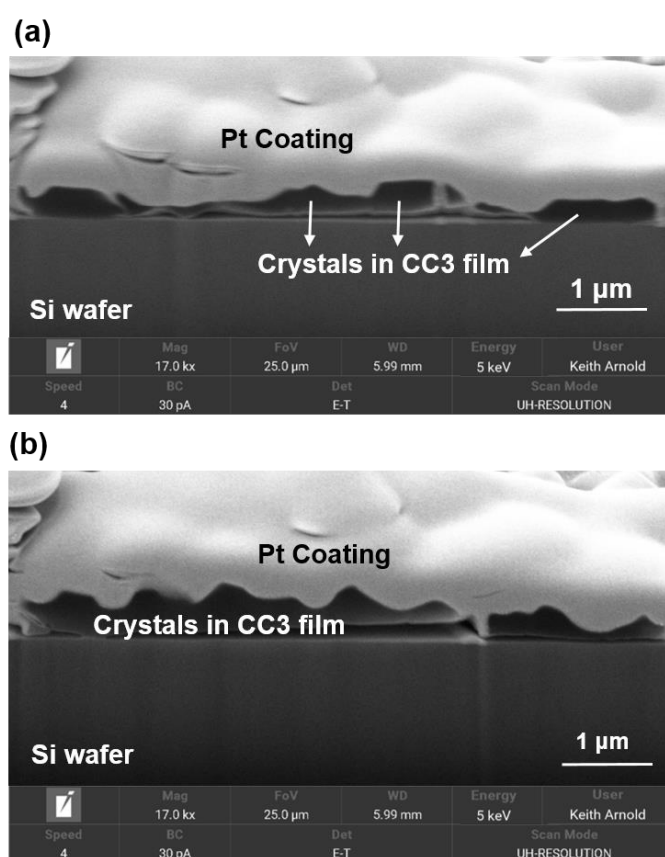 (a)
Pt Coating
Crystals in CC3 film
1 µm
Si wafer
Mag FoV WD Energy User
17.0 kx 25.0 µm 5.99 mm 5 keV Keith Arnold
Speed BC Det Scan Mode
4 30 pA E-T UH-RESOLUTION
(b)
Pt Coating
Crystals in CC3 film
1 µm
Si wafer
Mag FoV WD Energy User
17.0 kx 25.0 µm 5.99 mm 5 keV Keith Arnold
Speed BC Det Scan Mode
4 30 pA E-T UH-RESOLUTION